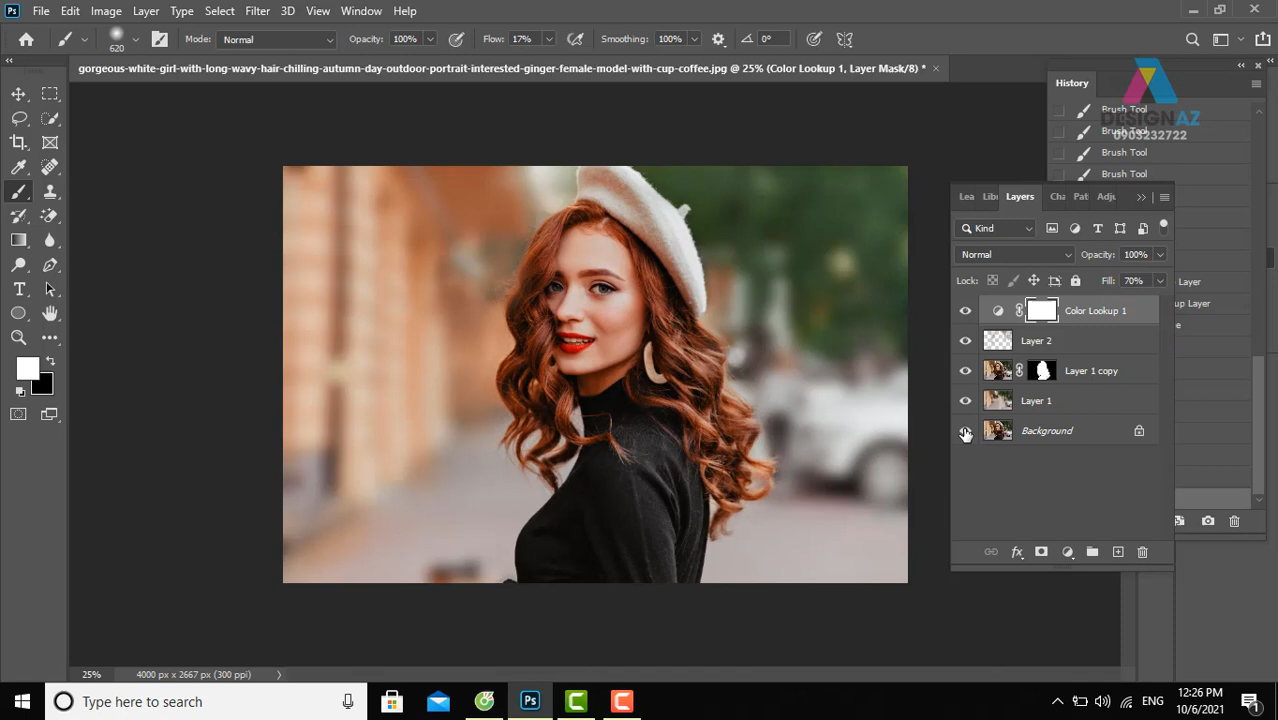 Ps File Edit Image Layer Type Select Filter 3D View Window Help
620 Mode: Normal Opacity: 100% Flow: 17% Smoothing: 100% 0°
gorgeous-white-girl-with-long-wavy-hair-chilling-autumn-day-outdoor-portrait-interested-ginger-female-model-with-cup-coffee.jpg @ 25% (Color Lookup 1, Layer Mask/8) *
History
DESIGNAZ
0903232722
Brush Tool
Brush Tool
Brush Tool
Brush Tool
Lea Lib Layers Cha Pat Adju
Kind
Normal Opacity: 100%
Lock: Fill: 70%
Layer
Color Lookup 1
Layer 2
Layer 1 copy
Layer 1
Background
25% 4000 px x 2667 px (300 ppi)
Type here to search
Ps
ENG
12:26 PM
10/6/2021
1